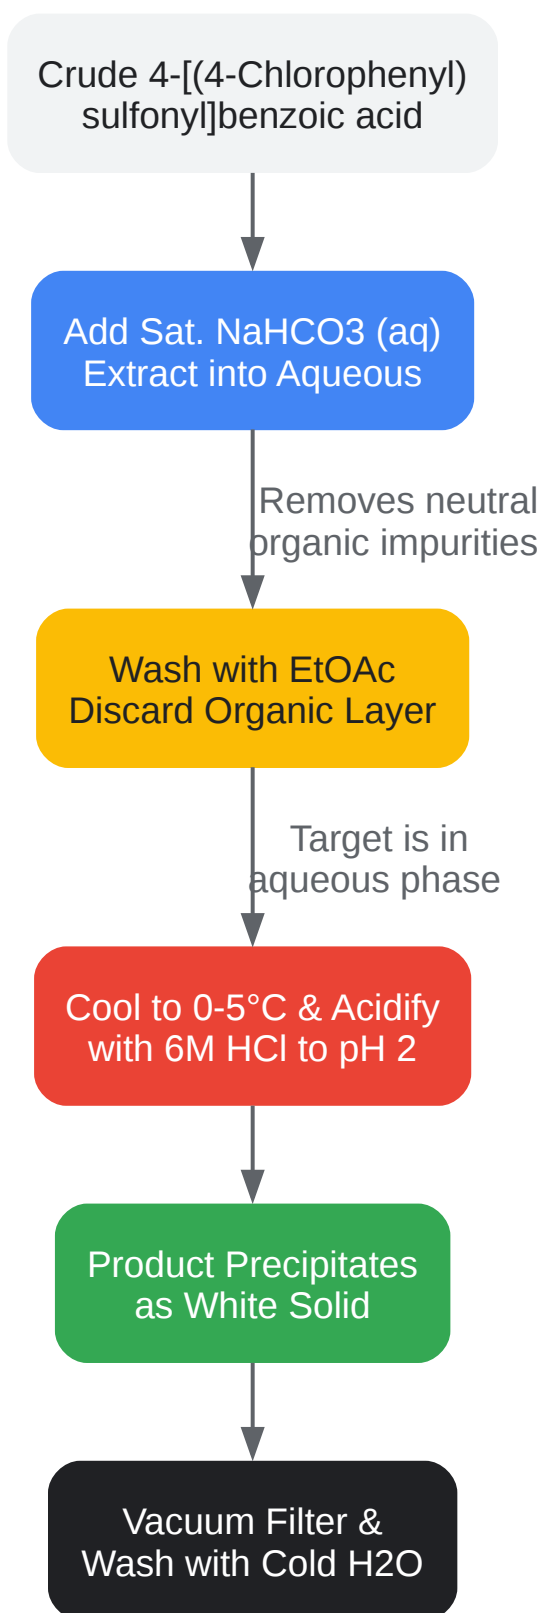 Crude 4-[(4-Chlorophenyl)
sulfonyl]benzoic acid
Add Sat. NaHCO3 (aq)
Extract into Aqueous
Removes neutral
organic impurities
Wash with EtOAc
Discard Organic Layer
Target is in
aqueous phase
Cool to 0-5°C & Acidify
with 6M HCl to pH 2
Product Precipitates
as White Solid
Vacuum Filter &
Wash with Cold H2O